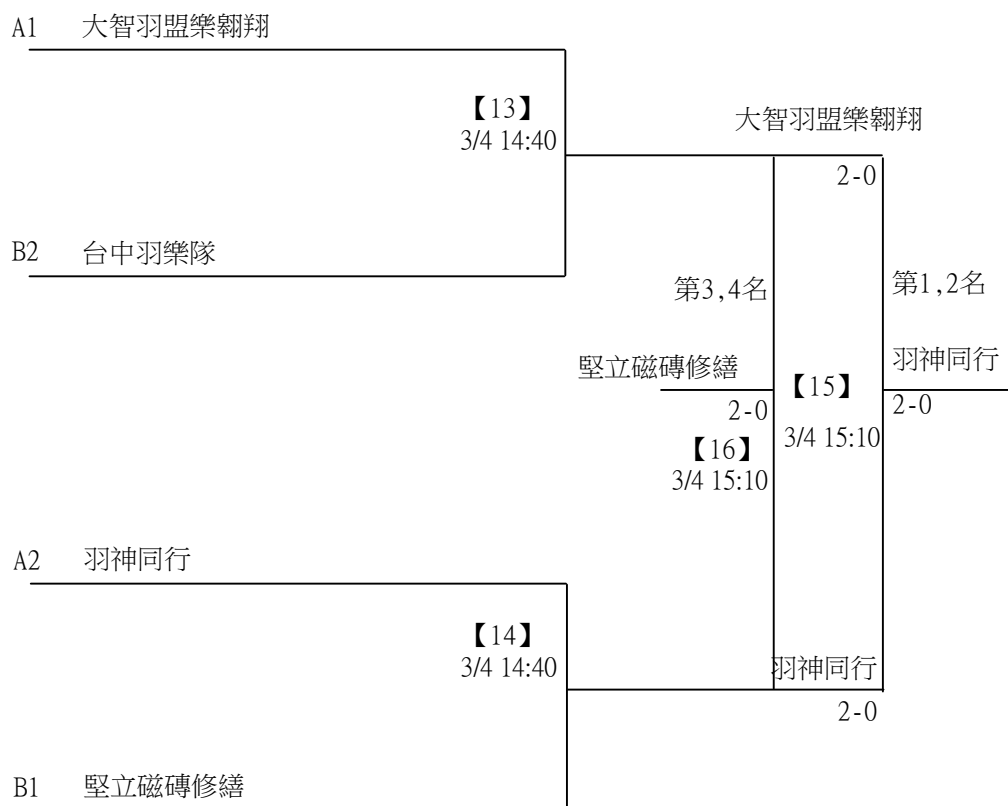 A1 大智羽盟樂翱翔
【13】
3/4 14:40
大智羽盟樂翱翔
2-0
B2 台中羽樂隊
第3,4名
第1,2名
堅立磁磚修繕
2-0
【15】
3/4 15:10
羽神同行
2-0
【16】
3/4 15:10
A2 羽神同行
【14】
3/4 14:40
羽神同行
2-0
B1 堅立磁磚修繕